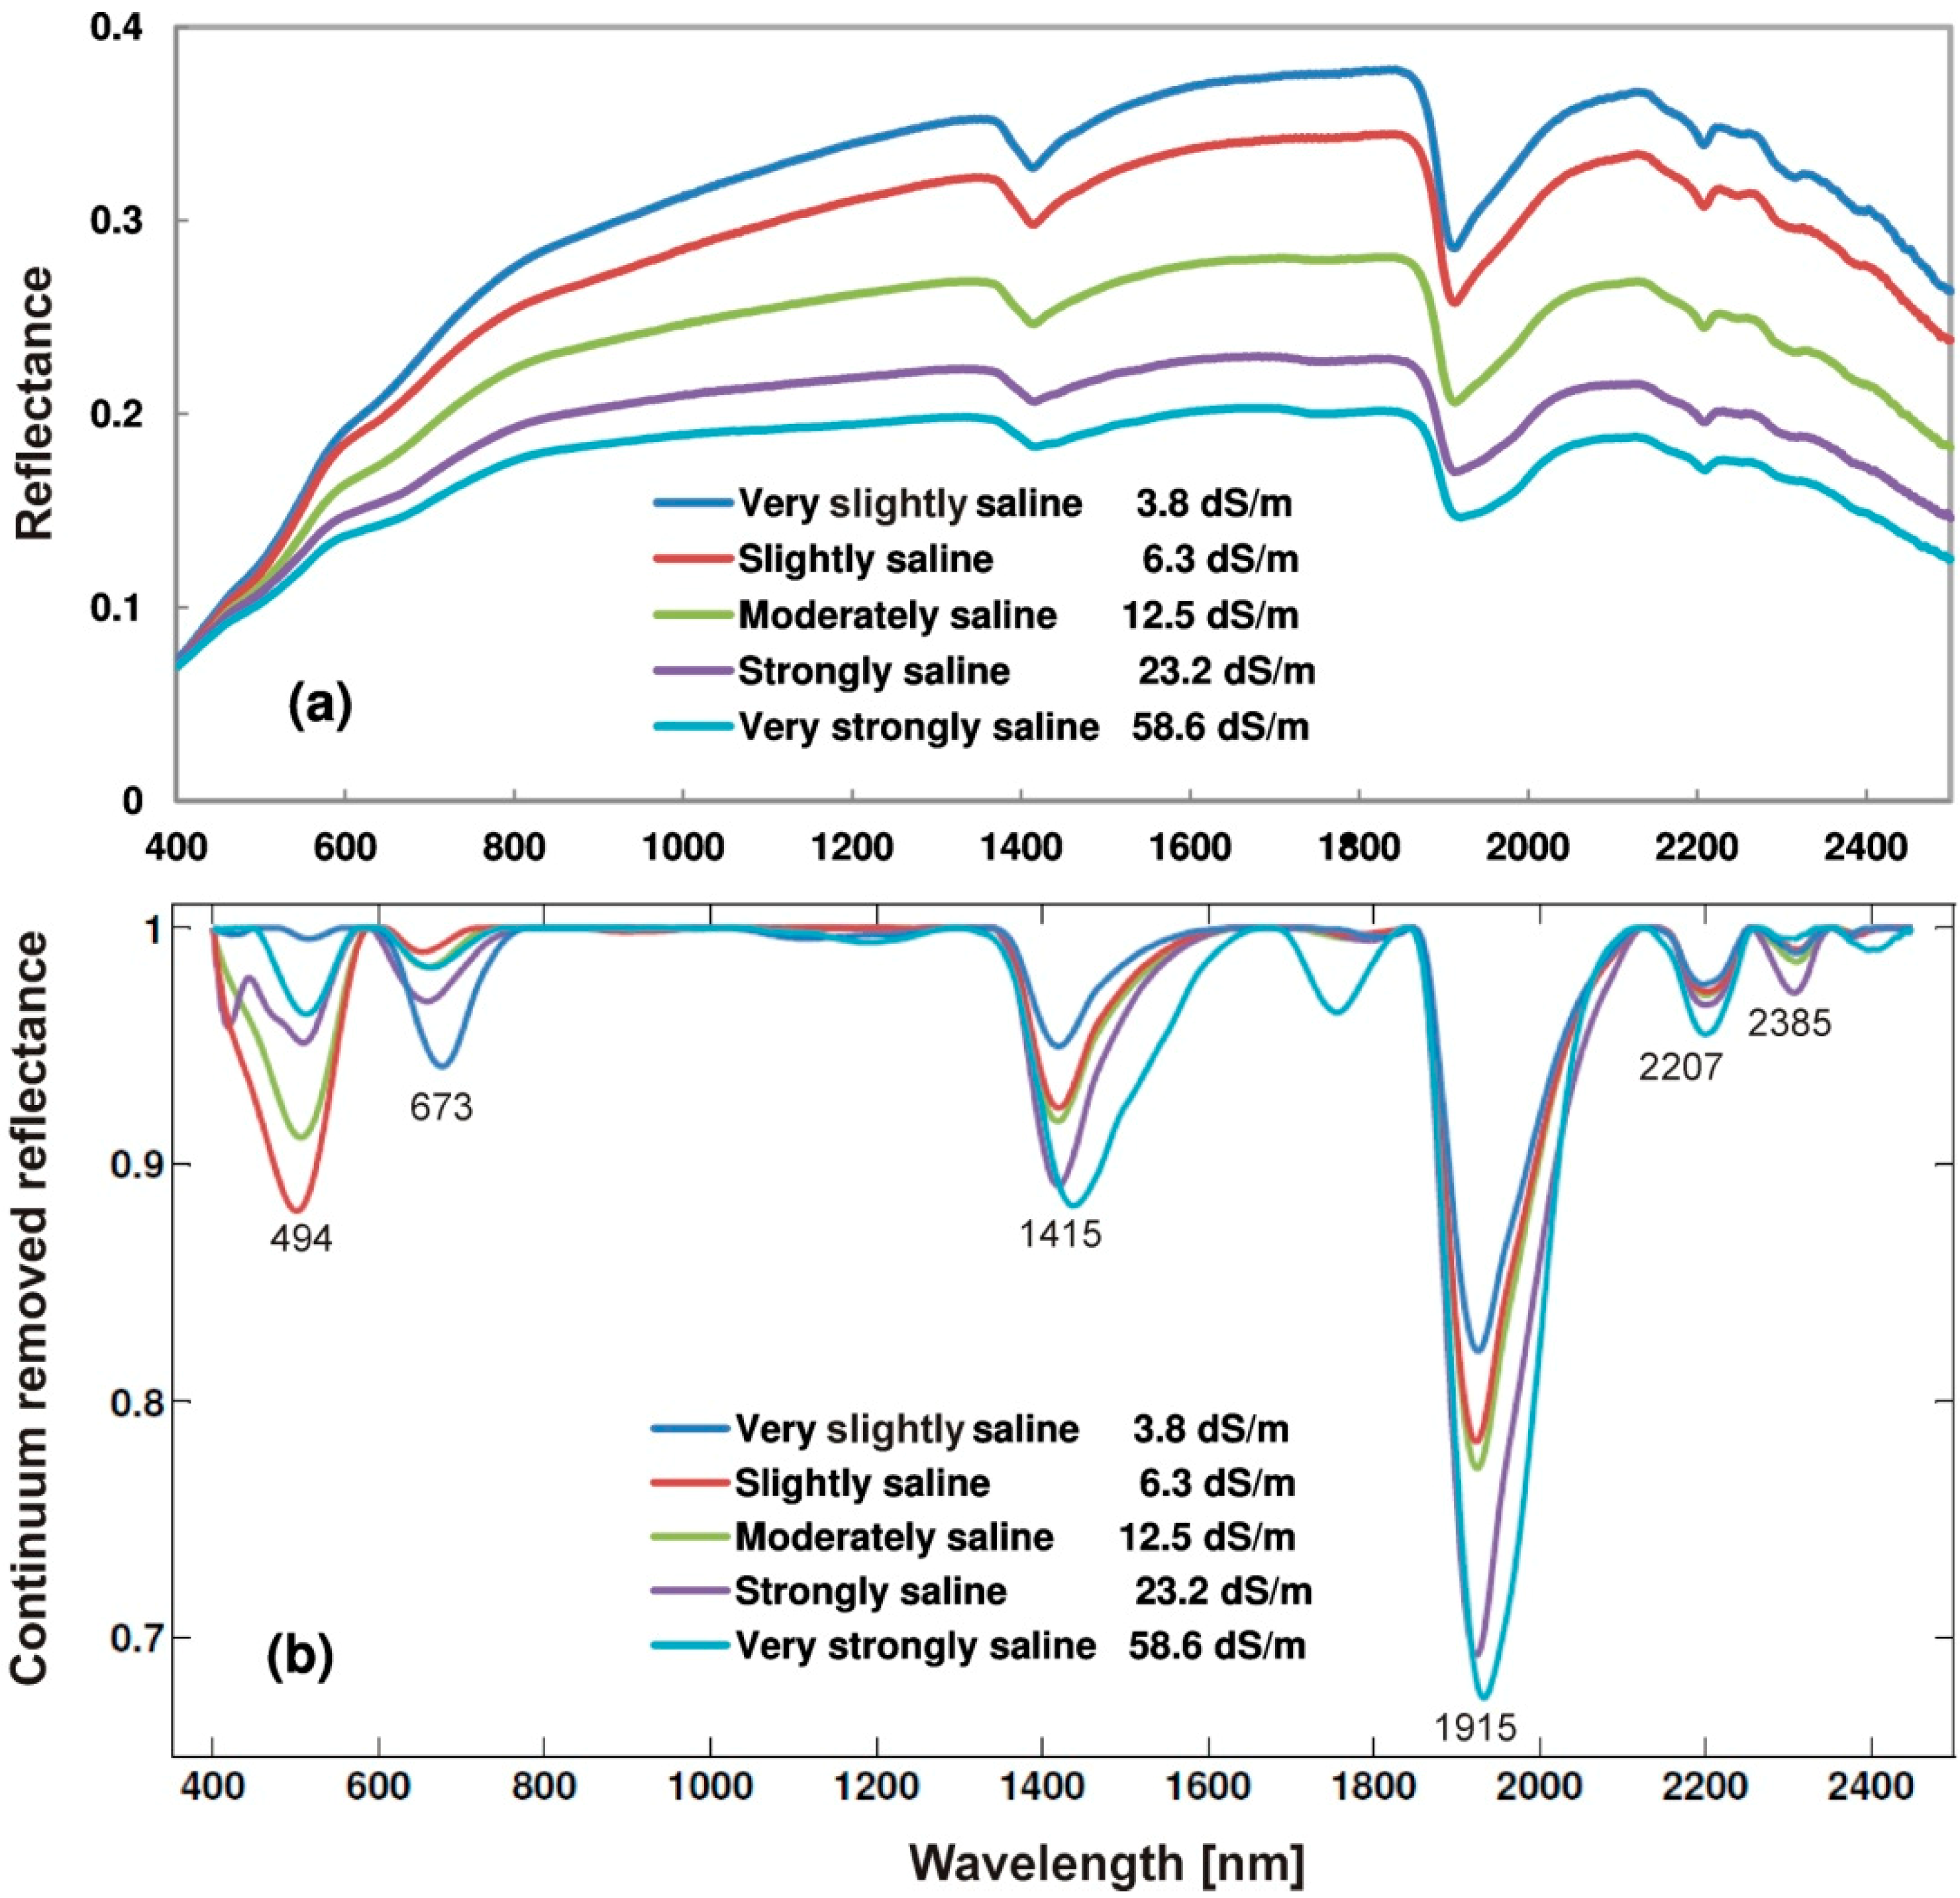 0.4
0.3
0.2
0.1
0
Reflectance
Very slightly saline 3.8 dS/m
Slightly saline 6.3 dS/m
Moderately saline 12.5 dS/m
Strongly saline 23.2 dS/m
Very strongly saline 58.6 dS/m
(a)
400 600 800 1000 1200 1400 1600 1800 2000 2200 2400
1
0.9
0.8
0.7
Continuum removed reflectance
494
673
1415
1915
2207
2385
Very slightly saline 3.8 dS/m
Slightly saline 6.3 dS/m
Moderately saline 12.5 dS/m
Strongly saline 23.2 dS/m
Very strongly saline 58.6 dS/m
(b)
400 600 800 1000 1200 1400 1600 1800 2000 2200 2400
Wavelength [nm]